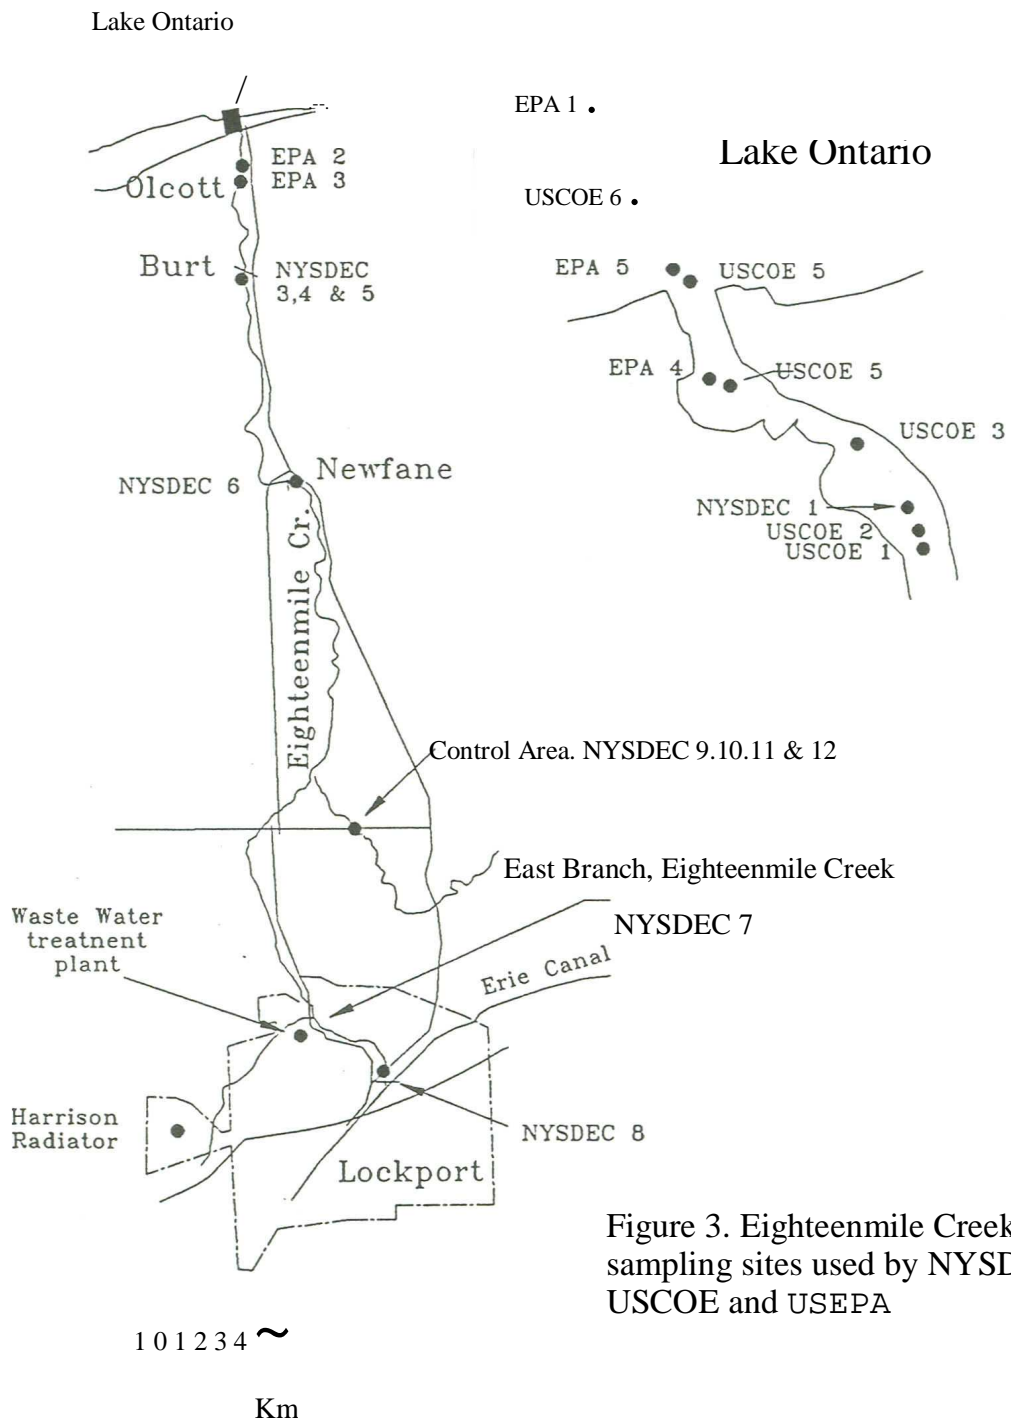 Lake Ontario
EPA 1 .
Lake Ontario
EPA 2
EPA 3
Olcott
USCOE 6 .
Burt
NYSDEC
3,4 & 5
EPA 5
USCOE 5
EPA 4
USCOE 5
USCOE 3
NYSDEC 6
Newfane
NYSDEC 1
USCOE 2
USCOE 1
Eighteenmile Cr.
Control Area. NYSDEC 9.10.11 & 12
East Branch, Eighteenmile Creek
NYSDEC 7
Waste Water
treatnent
plant
Erie Canal
Harrison
Radiator
NYSDEC 8
Lockport
Figure 3. Eighteenmile Creek
sampling sites used by NYSD
USCOE and USEPA
1 0 1 2 3 4 ~
Km